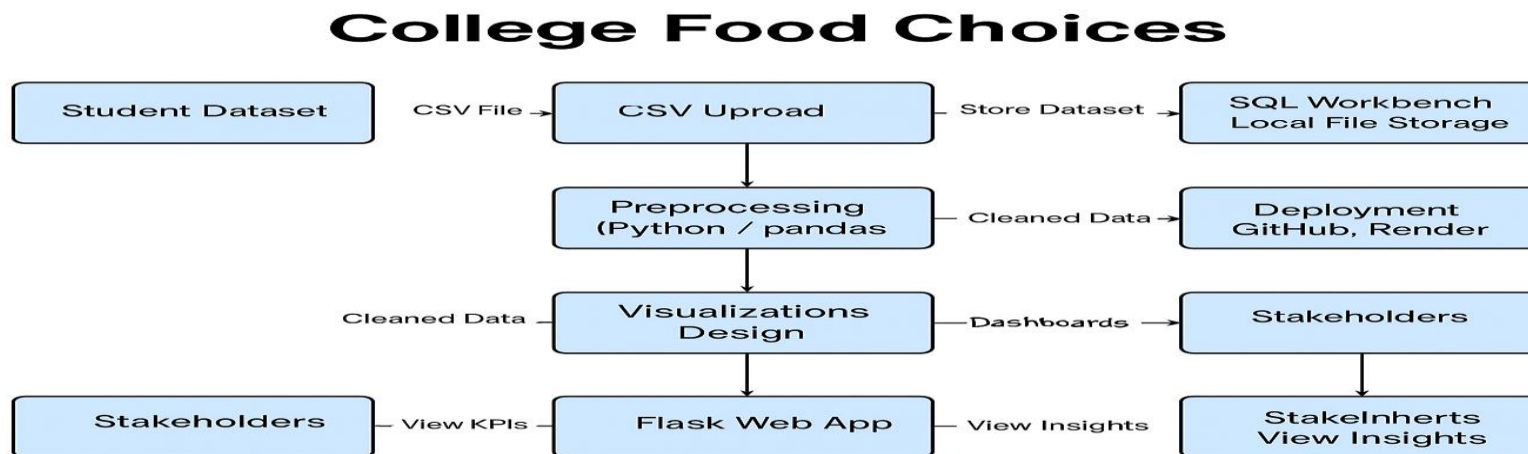 College Food Choices
Student Dataset
CSV File
CSV Uproad
Store Dataset
SQL Workbench
Local File Storage
Preprocessing
(Python / pandas
Cleaned Data
Deployment
GitHub, Render
Cleaned Data
Visualizations
Design
Dashboards
Stakeholders
Stakeholders
View KPIs
Flask Web App
View Insights
StakeInherts
View Insights